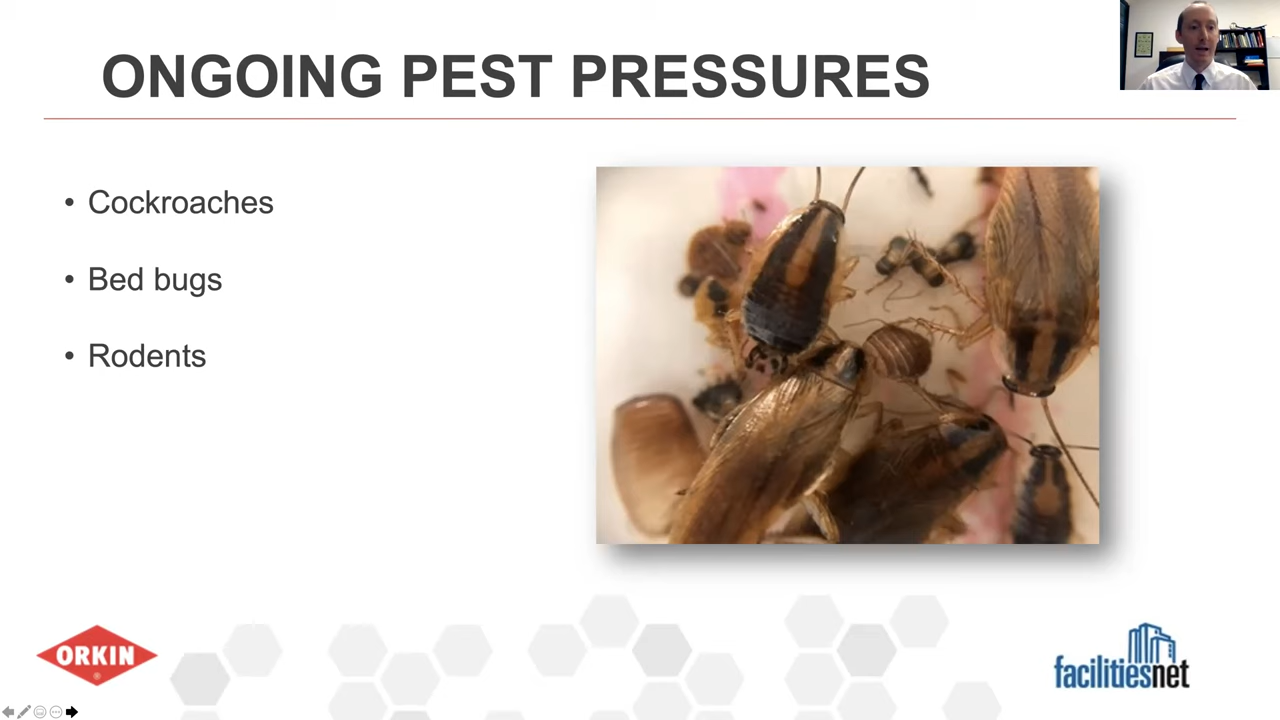 ONGOING PEST PRESSURES
• Cockroaches
• Bed bugs
• Rodents
ORKIN
®
facilitiesnet